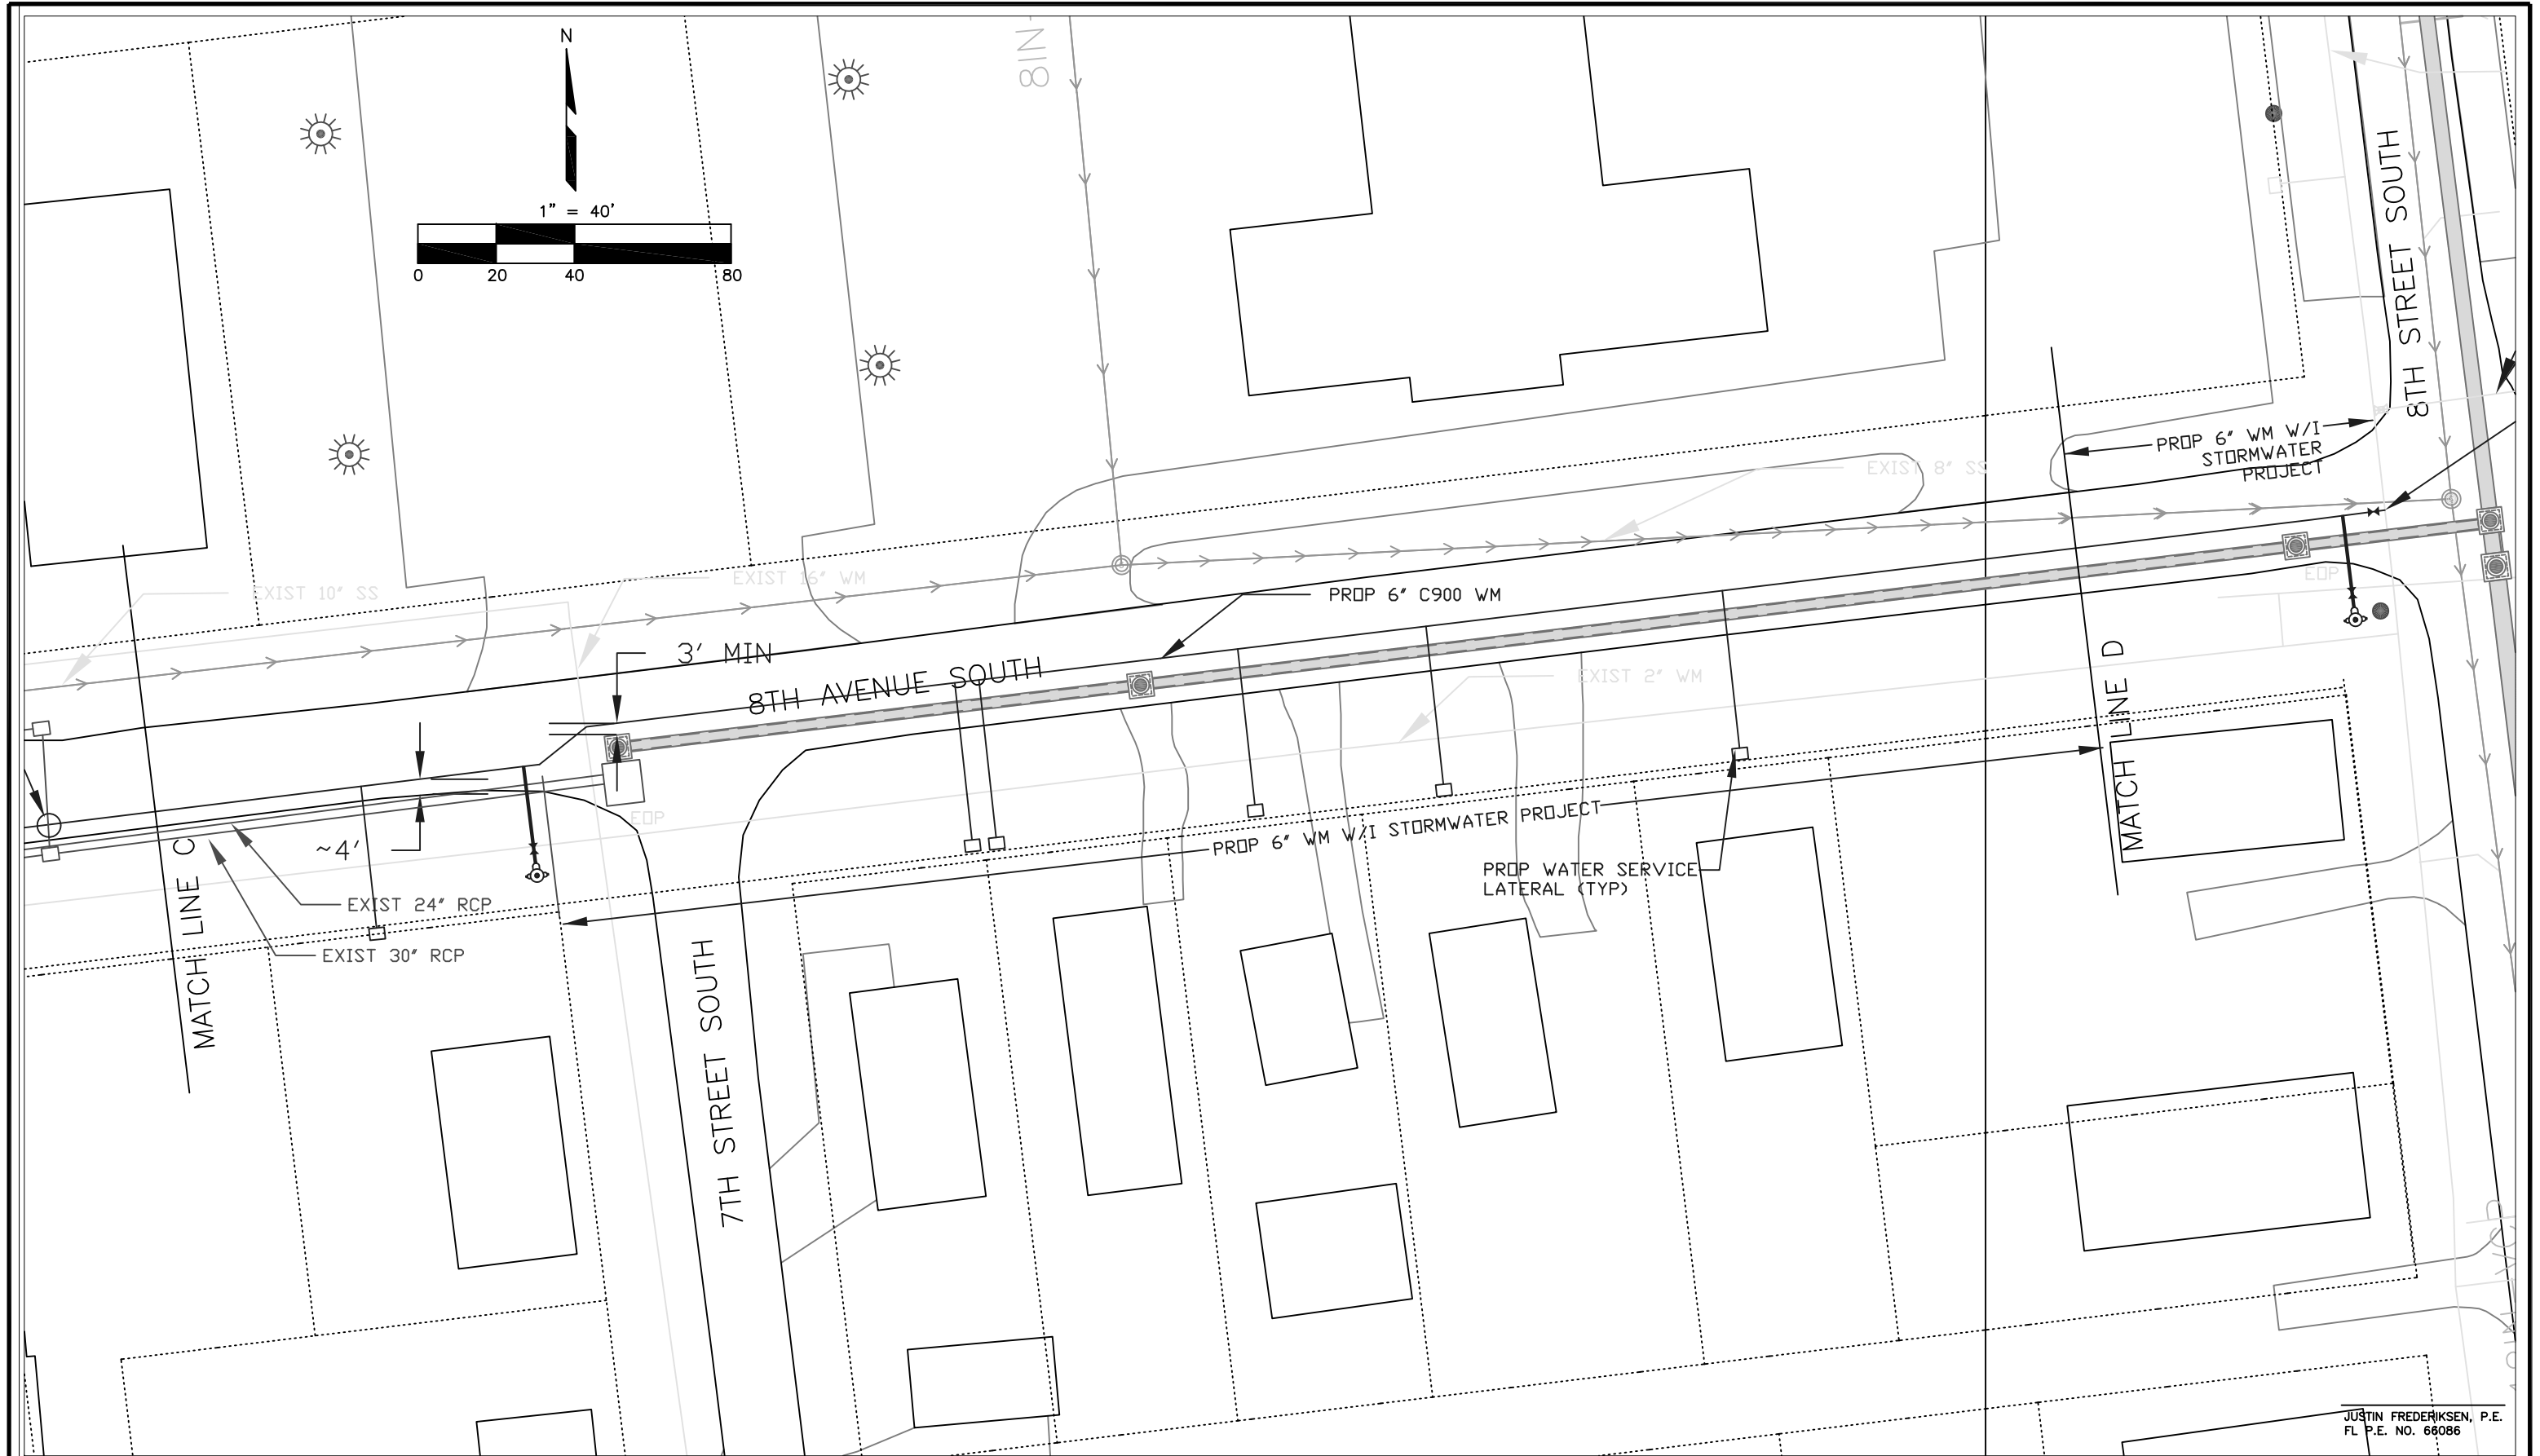 N
8IN
1" = 40'
0 20 40 80
8TH STREET SOUTH
PROP 6" WM W/I
STORMWATER
PROJECT
EXIST 8" SS
EXIST 10" SS
EXIST 16" WM
PROP 6" C900 WM
EOP
3' MIN
8TH AVENUE SOUTH
EXIST 2" WM
MATCH LINE D
EOP
PROP 6" WM W/I STORMWATER PROJECT
~4'
PROP WATER SERVICE
LATERAL (TYP)
MATCH LINE C
EXIST 24" RCP
EXIST 30" RCP
7TH STREET SOUTH
JUSTIN FREDERIKSEN, P.E.
FL P.E. NO. 66086